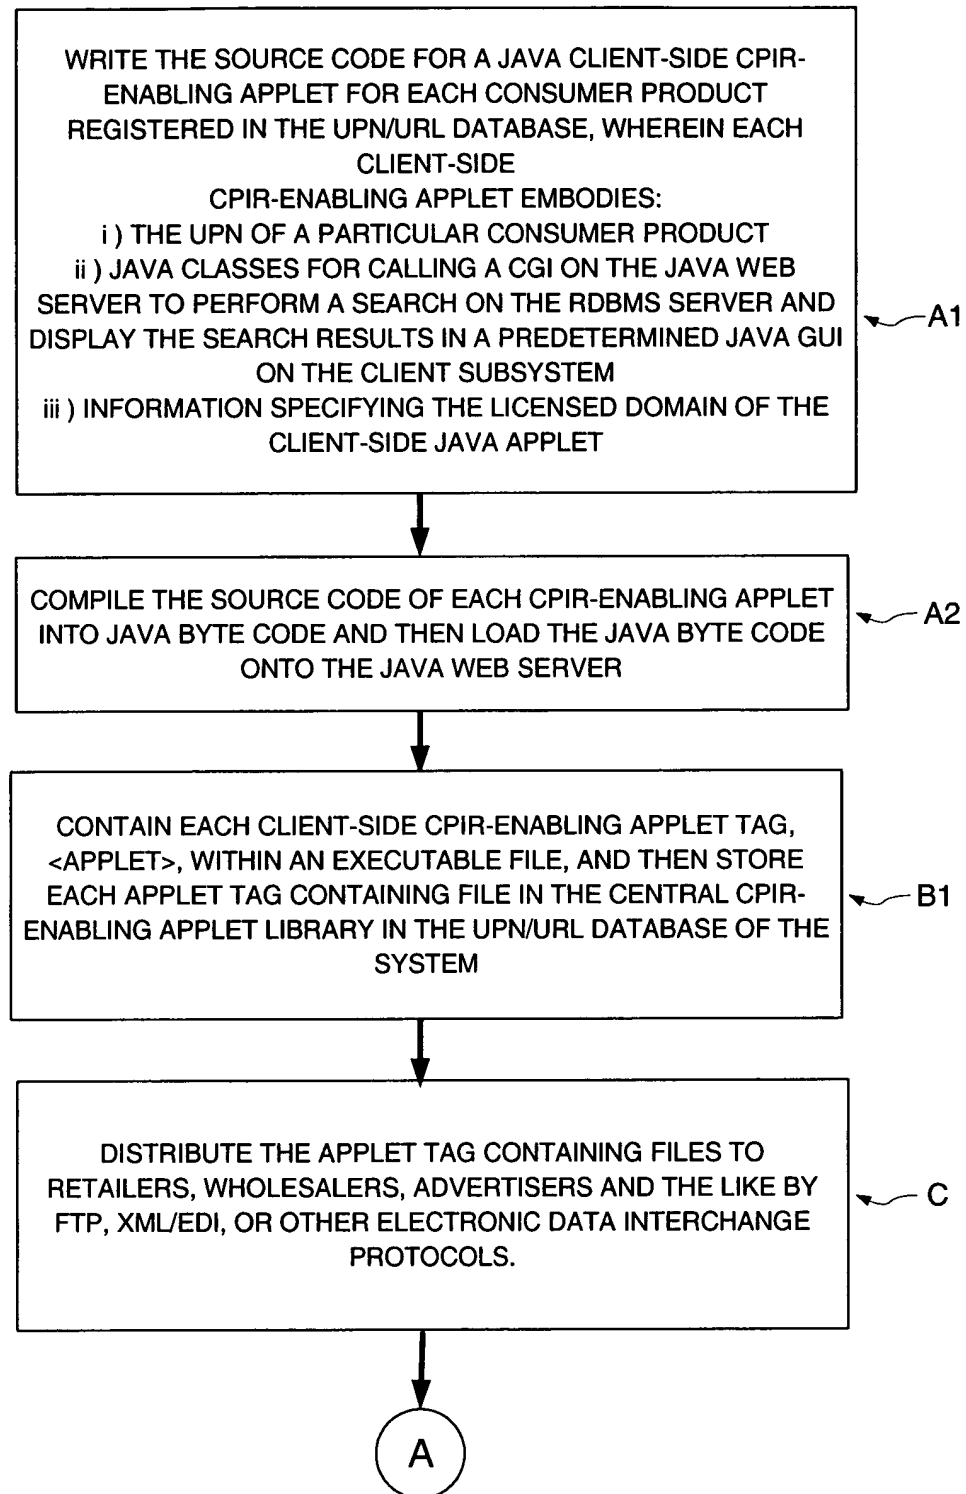 WRITE THE SOURCE CODE FOR A JAVA CLIENT-SIDE CPIR-
ENABLING APPLET FOR EACH CONSUMER PRODUCT
REGISTERED IN THE UPN/URL DATABASE, WHEREIN EACH
CLIENT-SIDE
CPIR-ENABLING APPLET EMBODIES:
i ) THE UPN OF A PARTICULAR CONSUMER PRODUCT
ii ) JAVA CLASSES FOR CALLING A CGI ON THE JAVA WEB
SERVER TO PERFORM A SEARCH ON THE RDBMS SERVER AND
DISPLAY THE SEARCH RESULTS IN A PREDETERMINED JAVA GUI
ON THE CLIENT SUBSYSTEM
iii ) INFORMATION SPECIFYING THE LICENSED DOMAIN OF THE
CLIENT-SIDE JAVA APPLET
A1
COMPILE THE SOURCE CODE OF EACH CPIR-ENABLING APPLET
INTO JAVA BYTE CODE AND THEN LOAD THE JAVA BYTE CODE
ONTO THE JAVA WEB SERVER
A2
CONTAIN EACH CLIENT-SIDE CPIR-ENABLING APPLET TAG,
<APPLET>, WITHIN AN EXECUTABLE FILE, AND THEN STORE
EACH APPLET TAG CONTAINING FILE IN THE CENTRAL CPIR-
ENABLING APPLET LIBRARY IN THE UPN/URL DATABASE OF THE
SYSTEM
B1
DISTRIBUTE THE APPLET TAG CONTAINING FILES TO
RETAILERS, WHOLESALERS, ADVERTISERS AND THE LIKE BY
FTP, XML/EDI, OR OTHER ELECTRONIC DATA INTERCHANGE
PROTOCOLS.
C
A